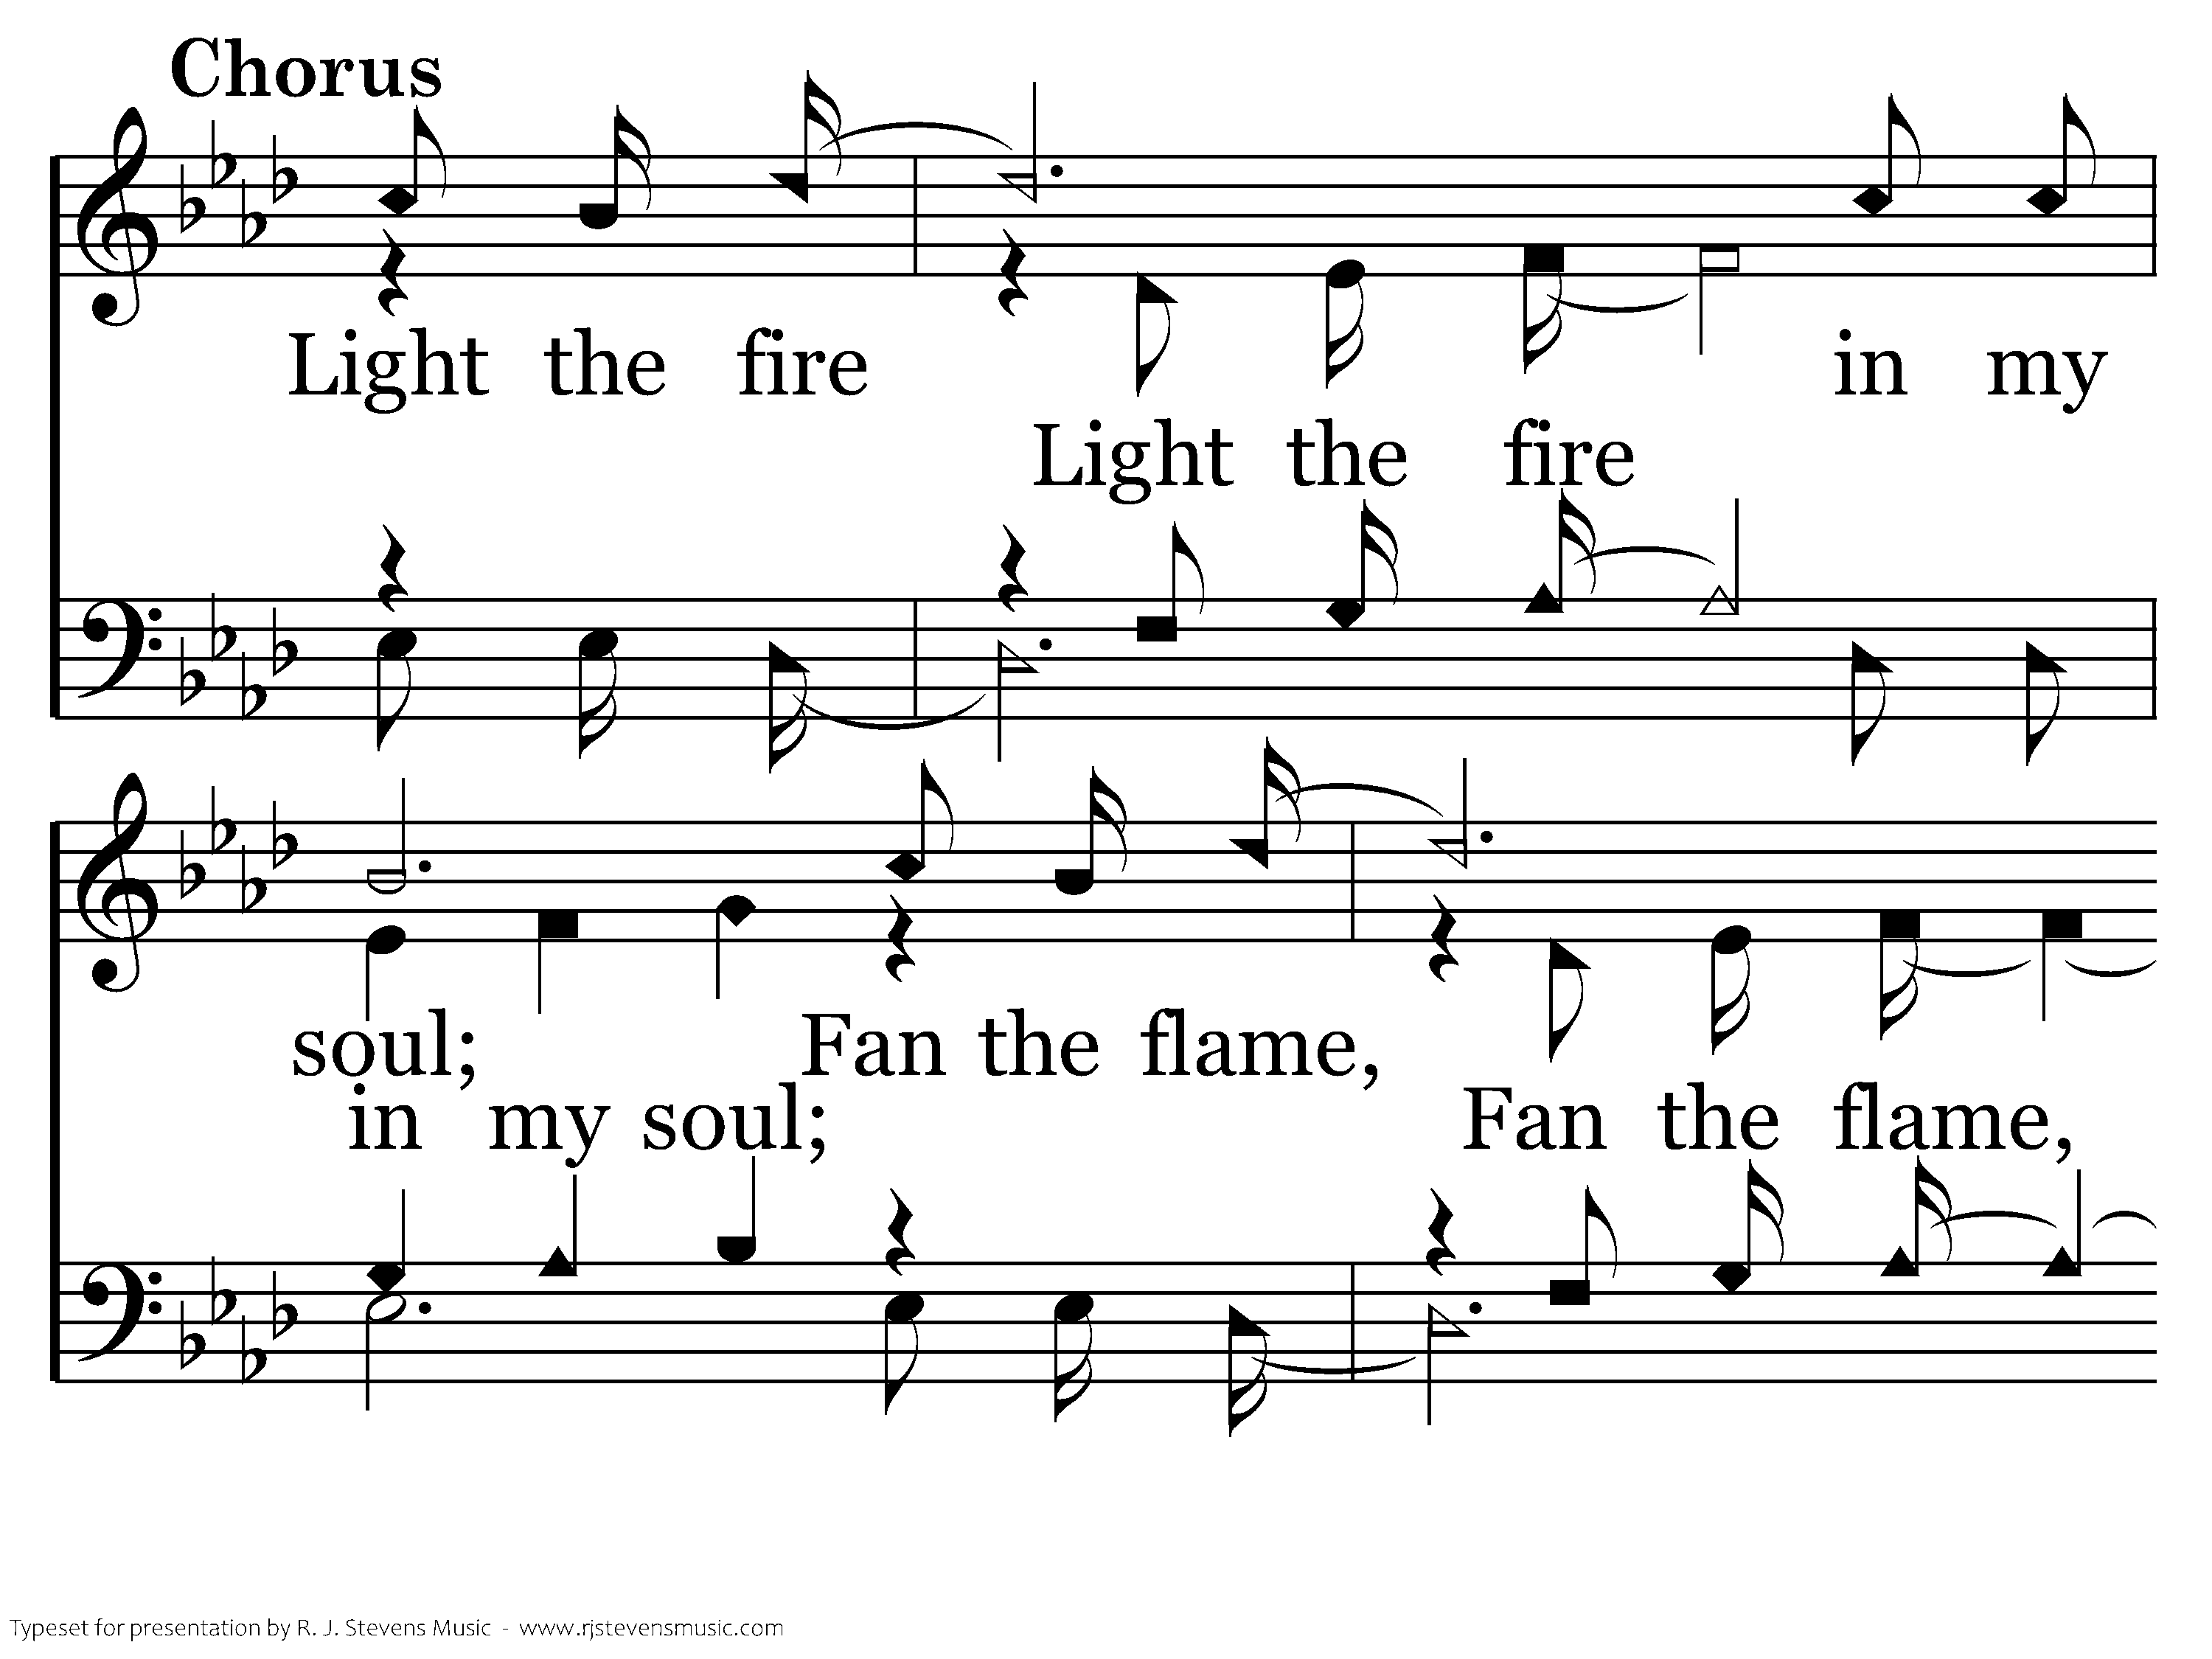 Chorus
Light the fire in my
Light the fire
soul; Fan the flame,
in my soul; Fan the flame,
Typeset for presentation by R. J. Stevens Music - www.rjstevensmusic.com